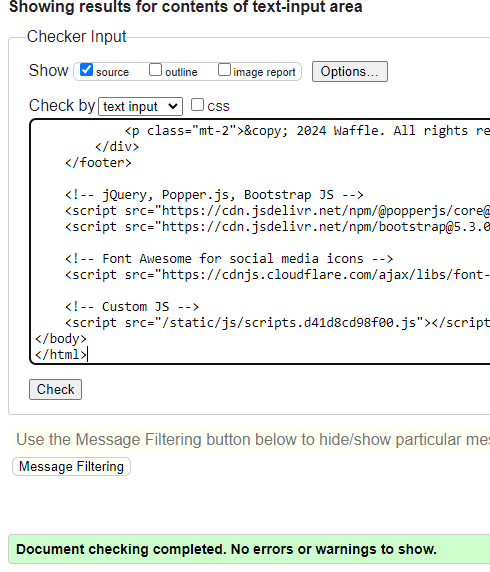 Showing results for contents of text-input area
Checker Input
Show source outline image report Options...
Check by text input css
<p class="mt-2">&copy; 2024 Waffle. All rights re
</div>
</footer>
<!-- jQuery, Popper.js, Bootstrap JS -->
<script src="https://cdn.jsdelivr.net/npm/@popperjs/core@
<script src="https://cdn.jsdelivr.net/npm/bootstrap@5.3.0
<!-- Font Awesome for social media icons -->
<script src="https://cdnjs.cloudflare.com/ajax/libs/font-
<!-- Custom JS -->
<script src="/static/js/scripts.d41d8cd98f00.js"></script
</body>
</html>
Check
Use the Message Filtering button below to hide/show particular mes
Message Filtering
Document checking completed. No errors or warnings to show.